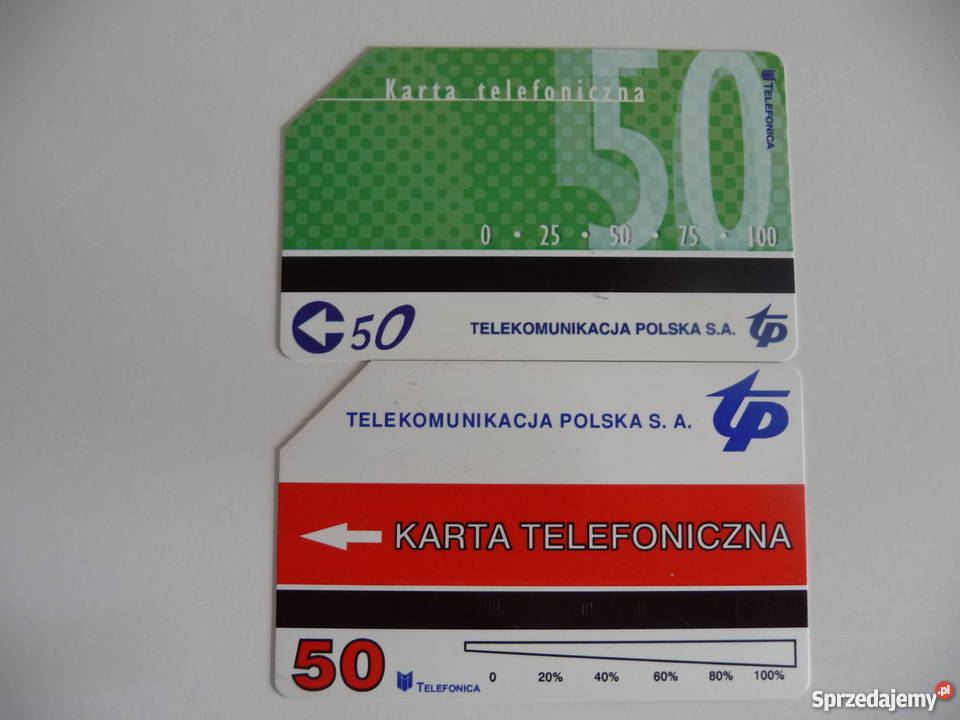 Karta telefoniczna
50
TELEFONICA
0 • 25 • 50 • 75 • 100
50
TELEKOMUNIKACJA POLSKA S.A. tp
TELEKOMUNIKACJA POLSKA S. A. tp
KARTA TELEFONICZNA
50 TELEFONICA
0 20% 40% 60% 80% 100%
Sprzedajemy.pl